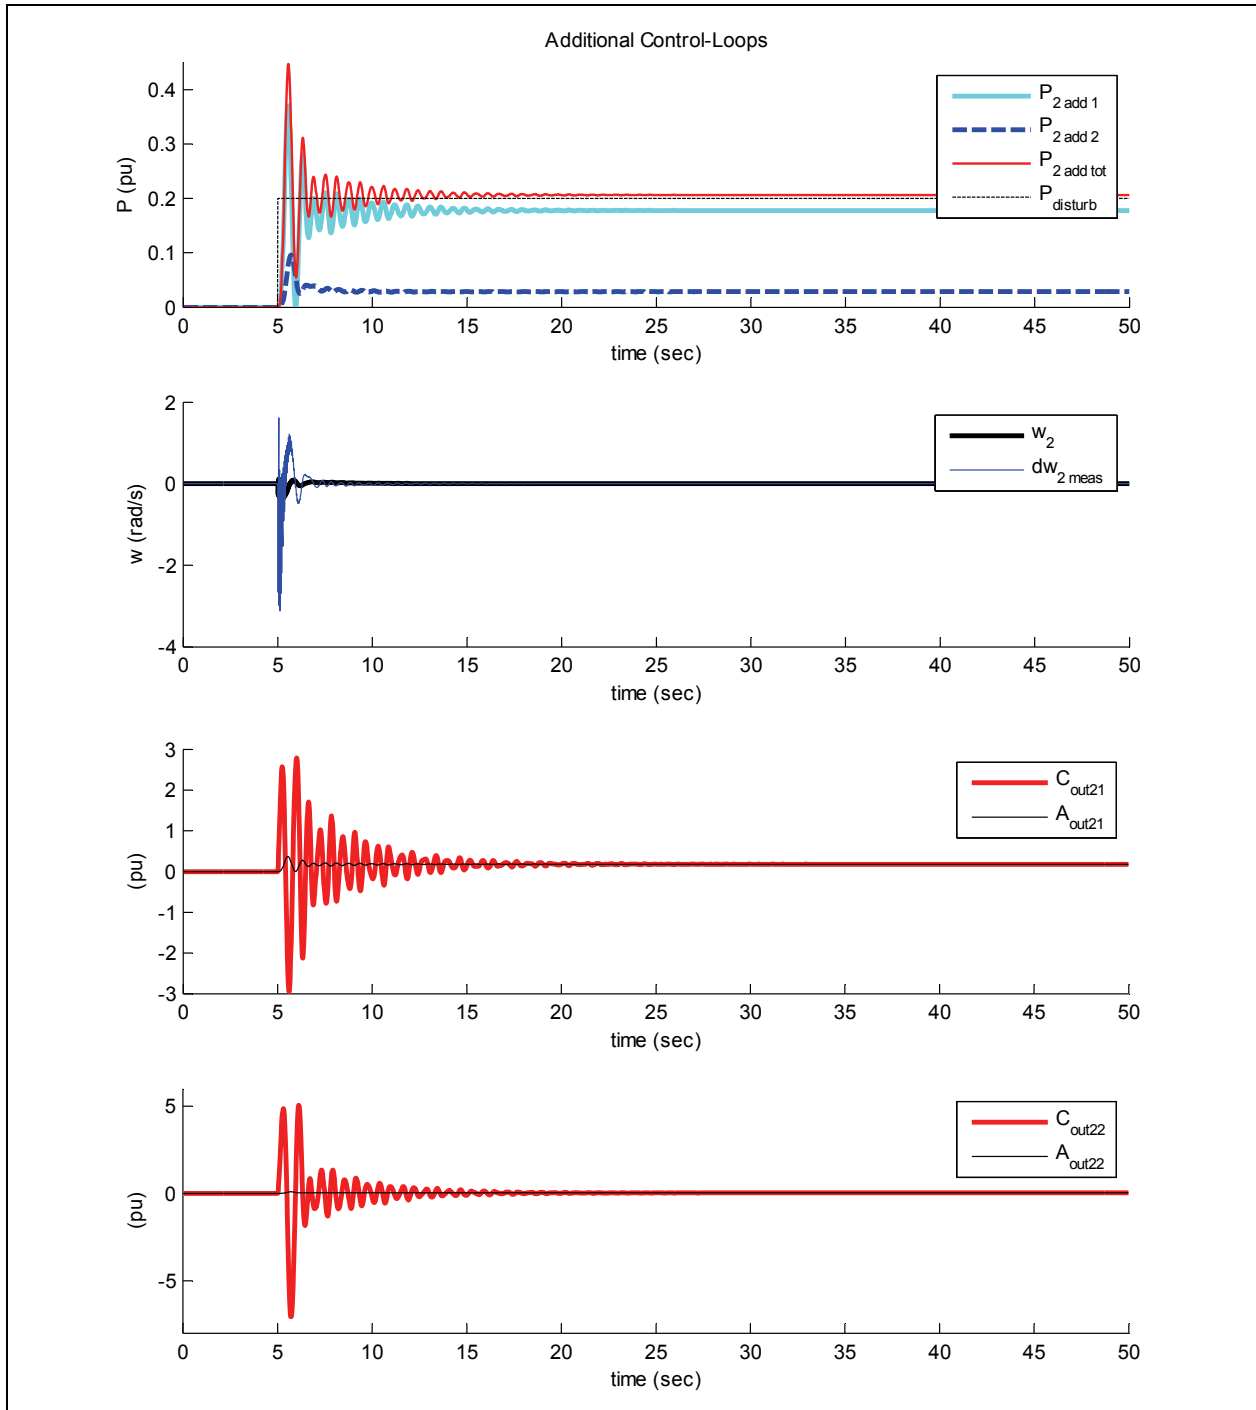 Additional Control-Loops
P (pu)
0.4
0.3
0.2
0.1
0
P2 add 1
P2 add 2
P2 add tot
Pdisturb
0 5 10 15 20 25 30 35 40 45 50
time (sec)
w (rad/s)
2
0
-2
-4
w2
dw2 meas
0 5 10 15 20 25 30 35 40 45 50
time (sec)
(pu)
3
2
1
0
-1
-2
-3
Cout21
Aout21
0 5 10 15 20 25 30 35 40 45 50
time (sec)
(pu)
5
0
-5
Cout22
Aout22
0 5 10 15 20 25 30 35 40 45 50
time (sec)